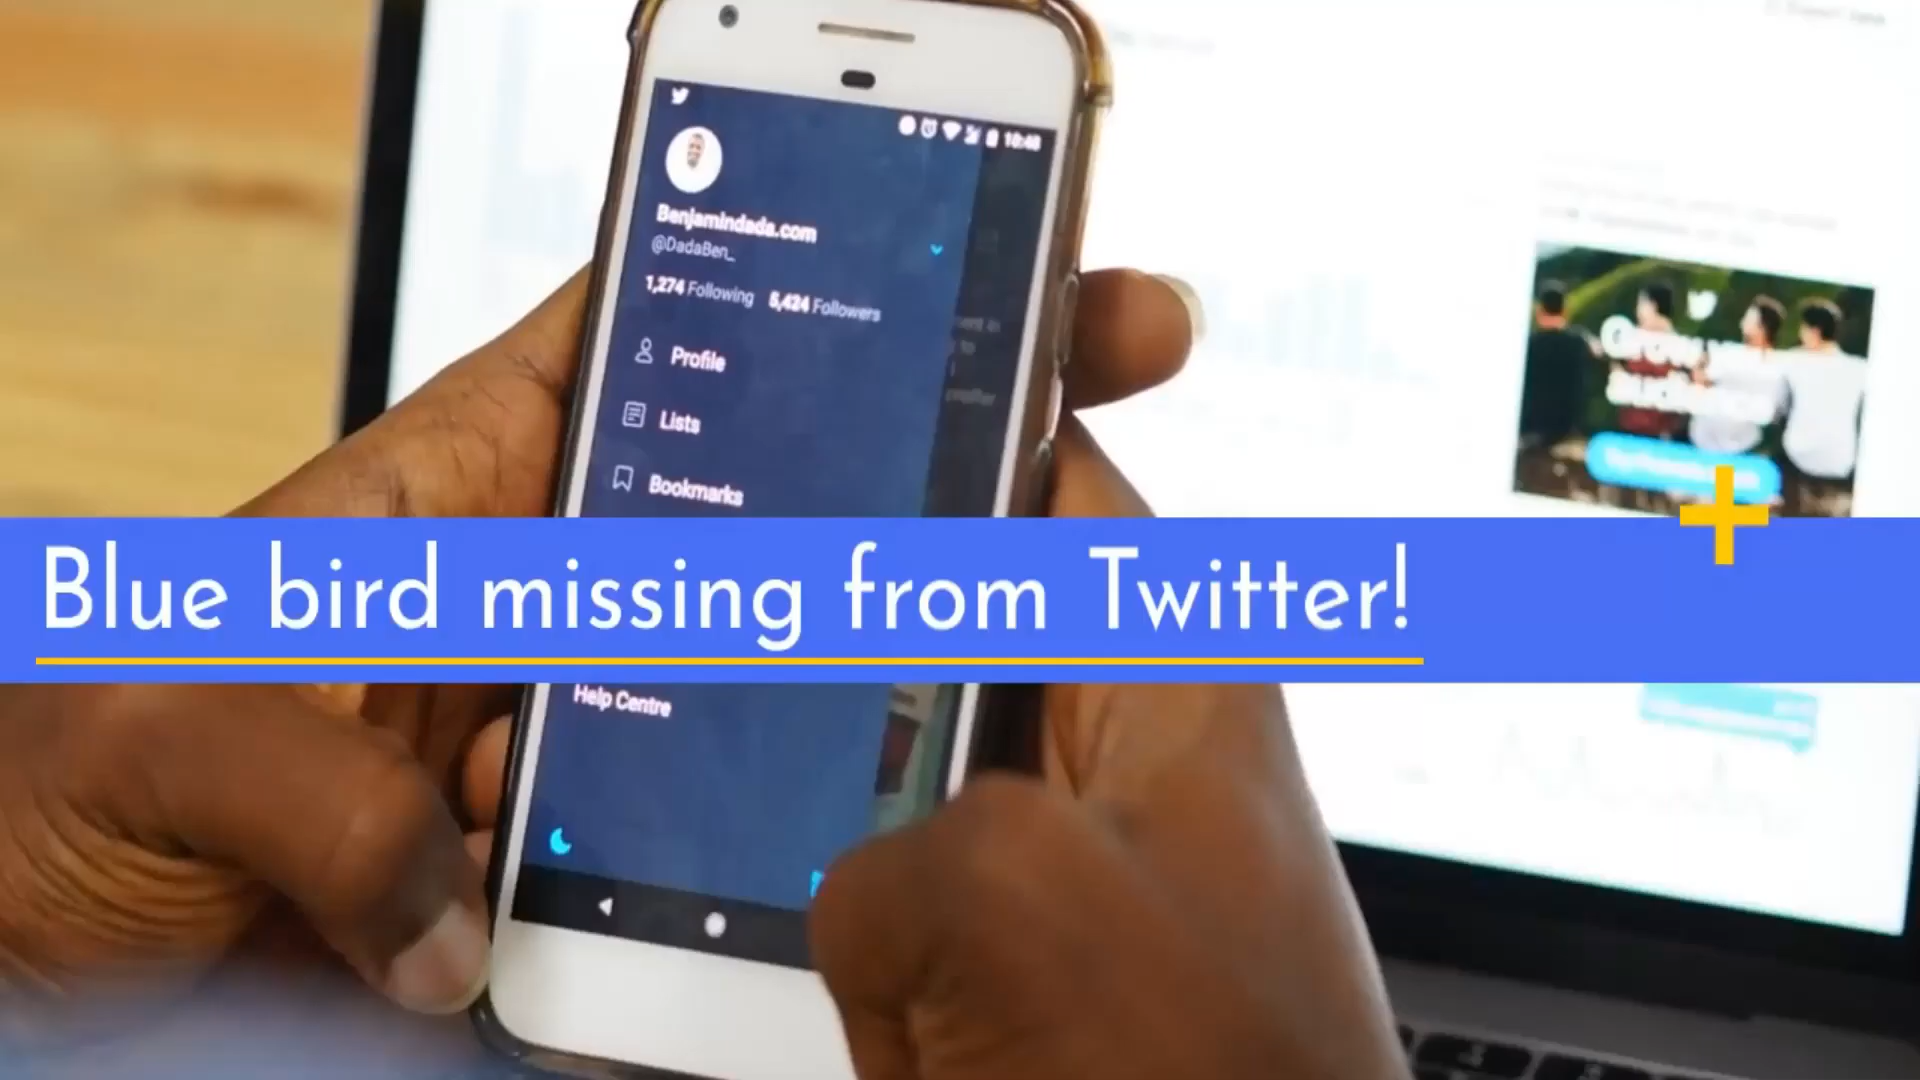 10:48
Benjamindada.com
@DadaBen_
1,274 Following 5,424 Followers
Profile
Lists
Bookmarks
Blue bird missing from Twitter!
Help Centre